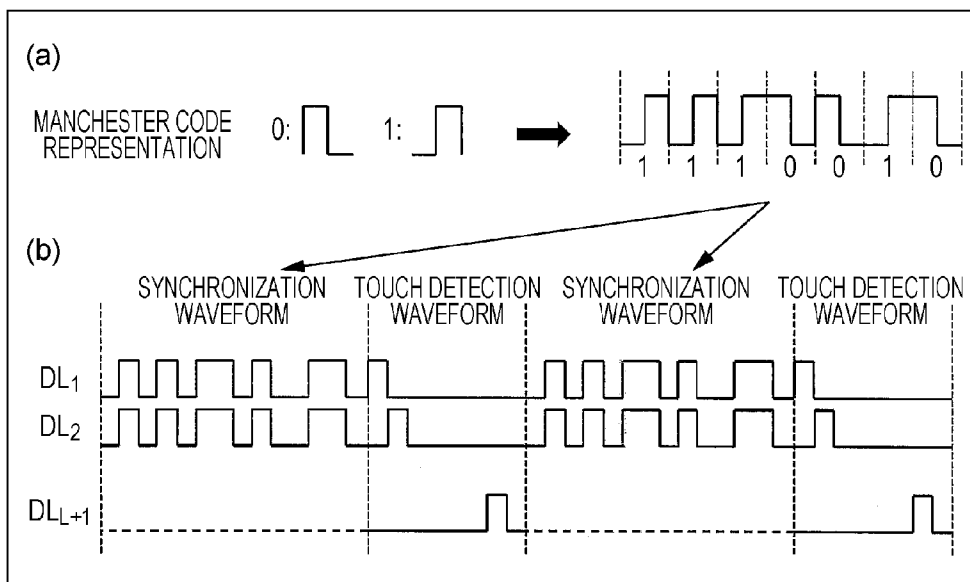 (a)
MANCHESTER CODE
REPRESENTATION
0:
1:
1 1 1 0 0 1 0
(b)
SYNCHRONIZATION
WAVEFORM
TOUCH DETECTION
WAVEFORM
SYNCHRONIZATION
WAVEFORM
TOUCH DETECTION
WAVEFORM
DL1
DL2
DLL+1